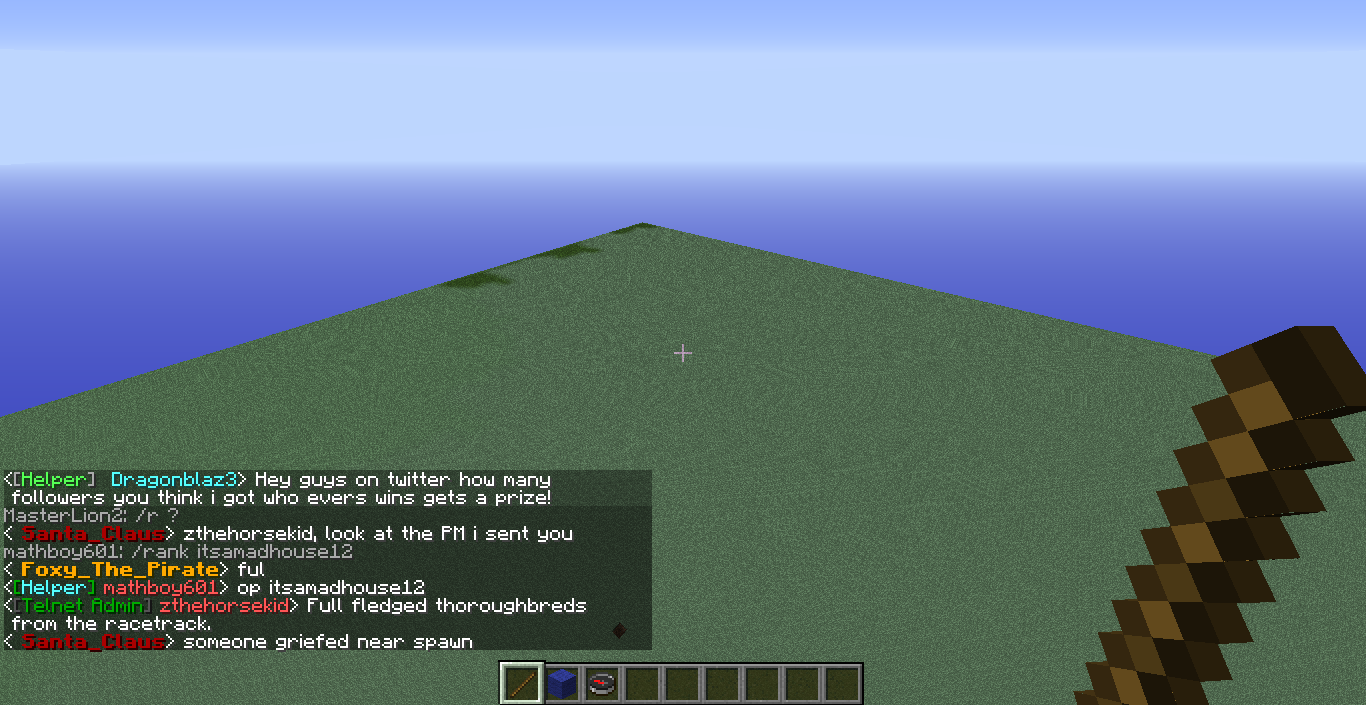 <[Helper] Dragonblaz3> Hey guys on twitter how many
followers you think i got who evers wins gets a prize!
MasterLion2: /r ?
< Santa_Claus> zthehorsekid, look at the PM i sent you
mathboy601: /rank itsamadhouse12
< Foxy_The_Pirate> ful
<[Helper] mathboy601> op itsamadhouse12
<[Telnet Admin] zthehorsekid> Full fledged thoroughbreds
from the racetrack.
< Santa_Claus> someone griefed near spawn